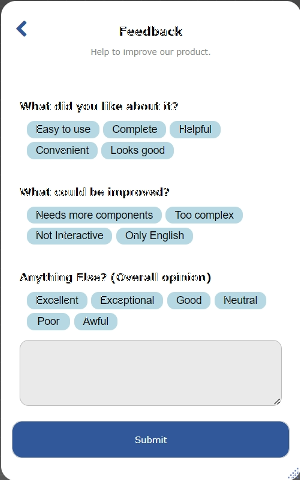 Feedback
Help to improve our product.
What did you like about it?
Easy to use Complete Helpful
Convenient Looks good
What could be improved?
Needs more components Too complex
Not Interactive Only English
Anything Else? (Overall opinion)
Excellent Exceptional Good Neutral
Poor Awful
Submit